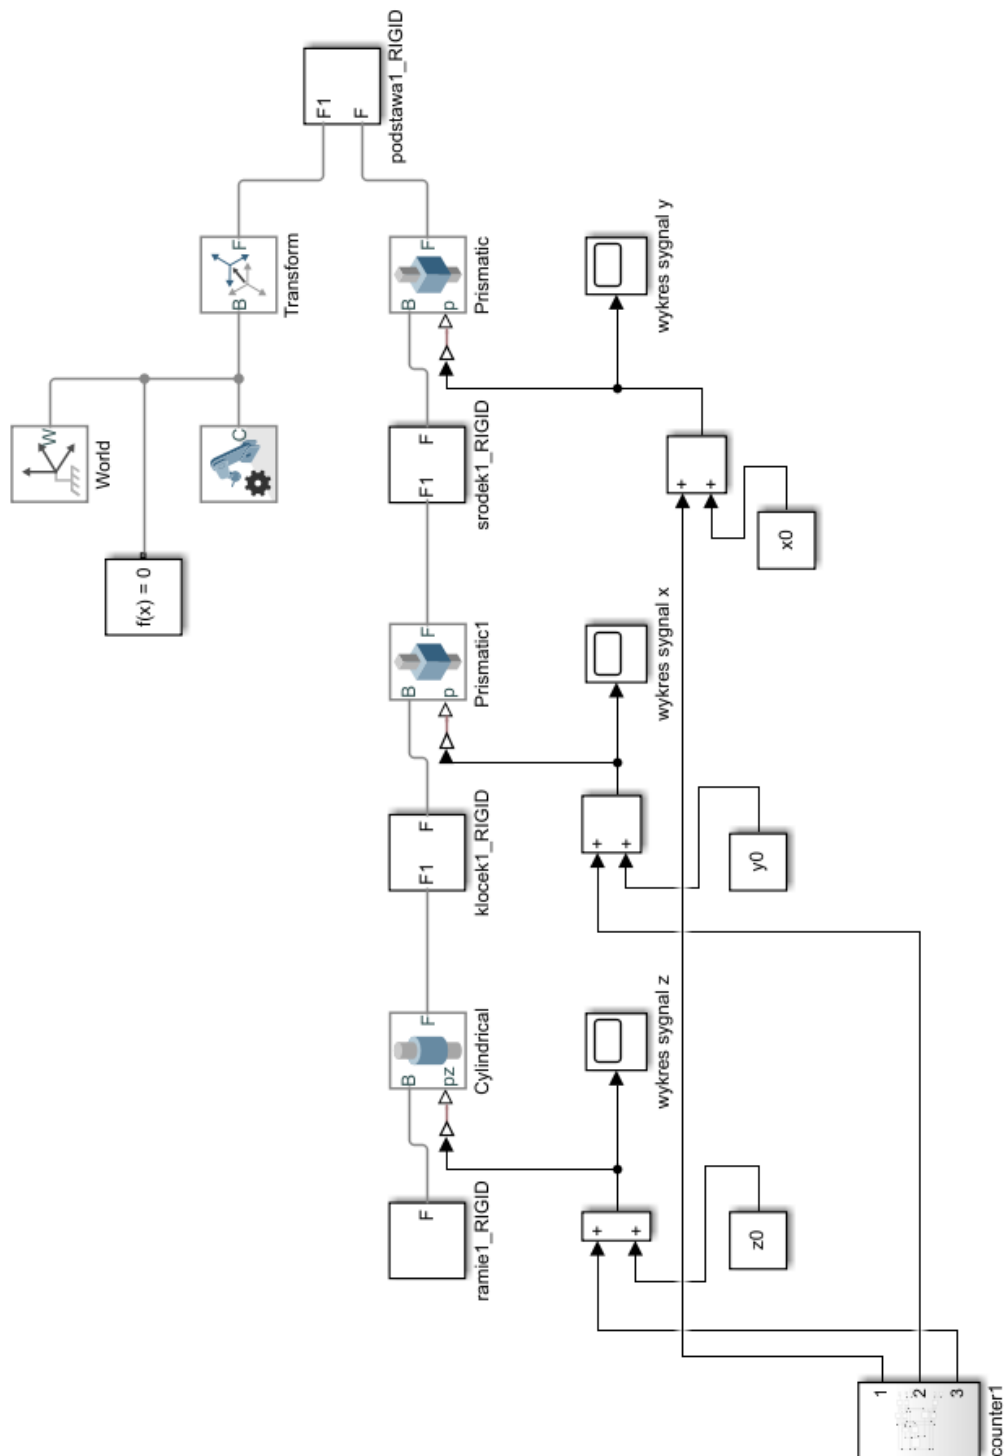 W
World
f(x) = 0
C
B F
Transform
F1
F
podstawa1_RIGID
F
ramie1_RIGID
B
F
pz
Cylindrical
F1 F
klocek1_RIGID
B
F
p
Prismatic1
F1 F
srodek1_RIGID
B
F
p
Prismatic
+
+
wykres sygnal z
+
+
wykres sygnal x
wykres sygnal y
+
+
z0
y0
x0
1
2
3
counter1